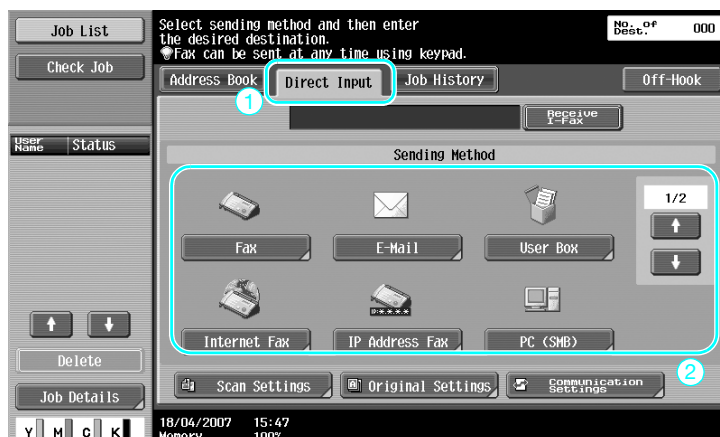 Job List
Check Job
User Name
Status
Delete
Job Details
Y M C K
Select sending method and then enter
the desired destination.
Fax can be sent at any time using keypad.
No. of Dest. 000
Address Book
Direct Input
Job History
Off-Hook
1
Receive I-Fax
Sending Method
Fax
E-Mail
User Box
1/2
Internet Fax
IP Address Fax
PC (SMB)
2
Scan Settings
Original Settings
Communication Settings
18/04/2007 15:47
Memory 100%